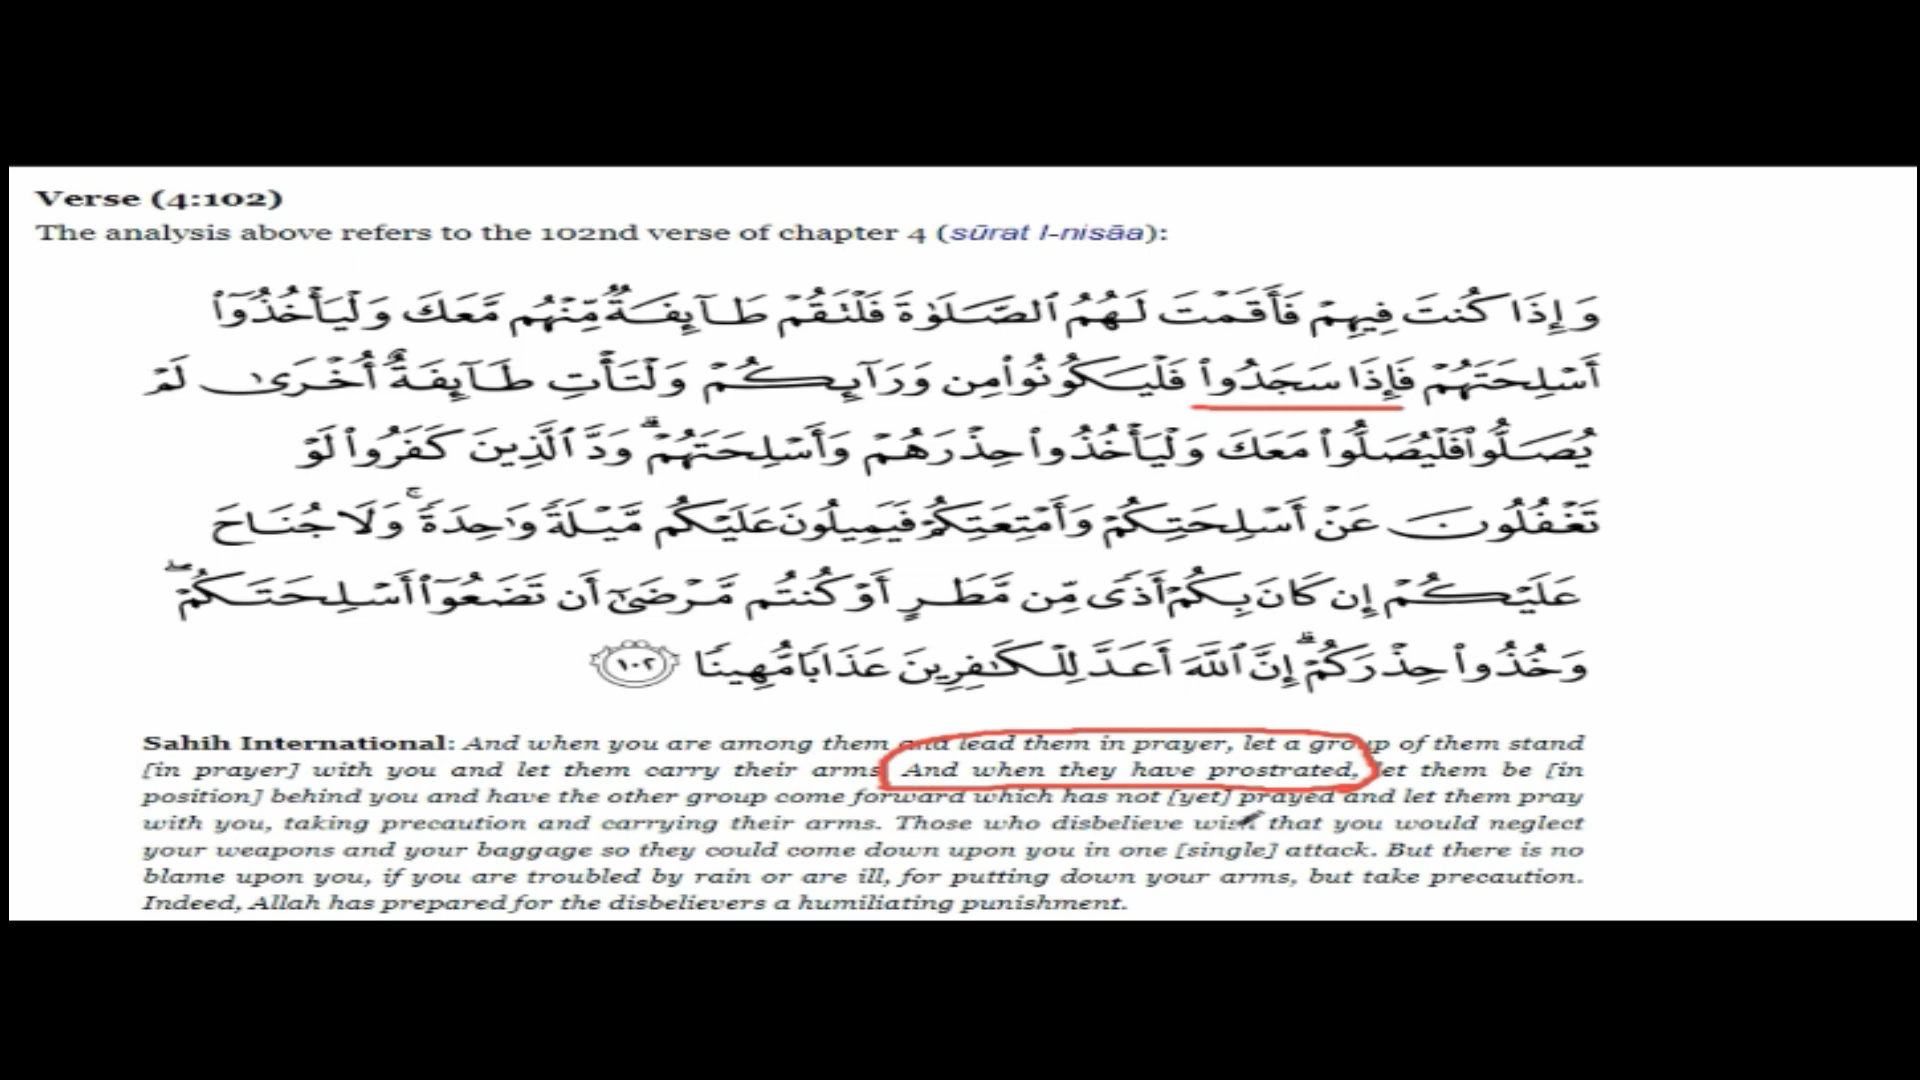 Verse (4:102)
The analysis above refers to the 102nd verse of chapter 4 (sūrat l-nisāa):
وَإِذَا كُنتَ فِيهِمْ فَأَقَمْتَ لَهُمُ ٱلصَّلَوٰةَ فَلْتَقُمْ طَآئِفَةٌ مِّنْهُم مَّعَكَ وَلْيَأْخُذُوٓا۟
أَسْلِحَتَهُمْ فَإِذَا سَجَدُوا۟ فَلْيَكُونُوا۟ مِن وَرَآئِكُمْ وَلْتَأْتِ طَآئِفَةٌ أُخْرَىٰ لَمْ
يُصَلُّوا۟ فَلْيُصَلُّوا۟ مَعَكَ وَلْيَأْخُذُوا۟ حِذْرَهُمْ وَأَسْلِحَتَهُمْ ۗ وَدَّ ٱلَّذِينَ كَفَرُوا۟ لَوْ
تَغْفُلُونَ عَنْ أَسْلِحَتِكُمْ وَأَمْتِعَتِكُمْ فَيَمِيلُونَ عَلَيْكُم مَّيْلَةً وَٰحِدَةً ۚ وَلَا جُنَاحَ
عَلَيْكُمْ إِن كَانَ بِكُمْ أَذًى مِّن مَّطَرٍ أَوْ كُنتُم مَّرْضَىٰٓ أَن تَضَعُوٓا۟ أَسْلِحَتَكُمْ ۖ
وَخُذُوا۟ حِذْرَكُمْ ۗ إِنَّ ٱللَّهَ أَعَدَّ لِلْكَٰفِرِينَ عَذَابًا مُّهِينًا ١٠٢
Sahih International: And when you are among them and lead them in prayer, let a group of them stand
[in prayer] with you and let them carry their arms. And when they have prostrated, let them be [in
position] behind you and have the other group come forward which has not [yet] prayed and let them pray
with you, taking precaution and carrying their arms. Those who disbelieve wish that you would neglect
your weapons and your baggage so they could come down upon you in one [single] attack. But there is no
blame upon you, if you are troubled by rain or are ill, for putting down your arms, but take precaution.
Indeed, Allah has prepared for the disbelievers a humiliating punishment.